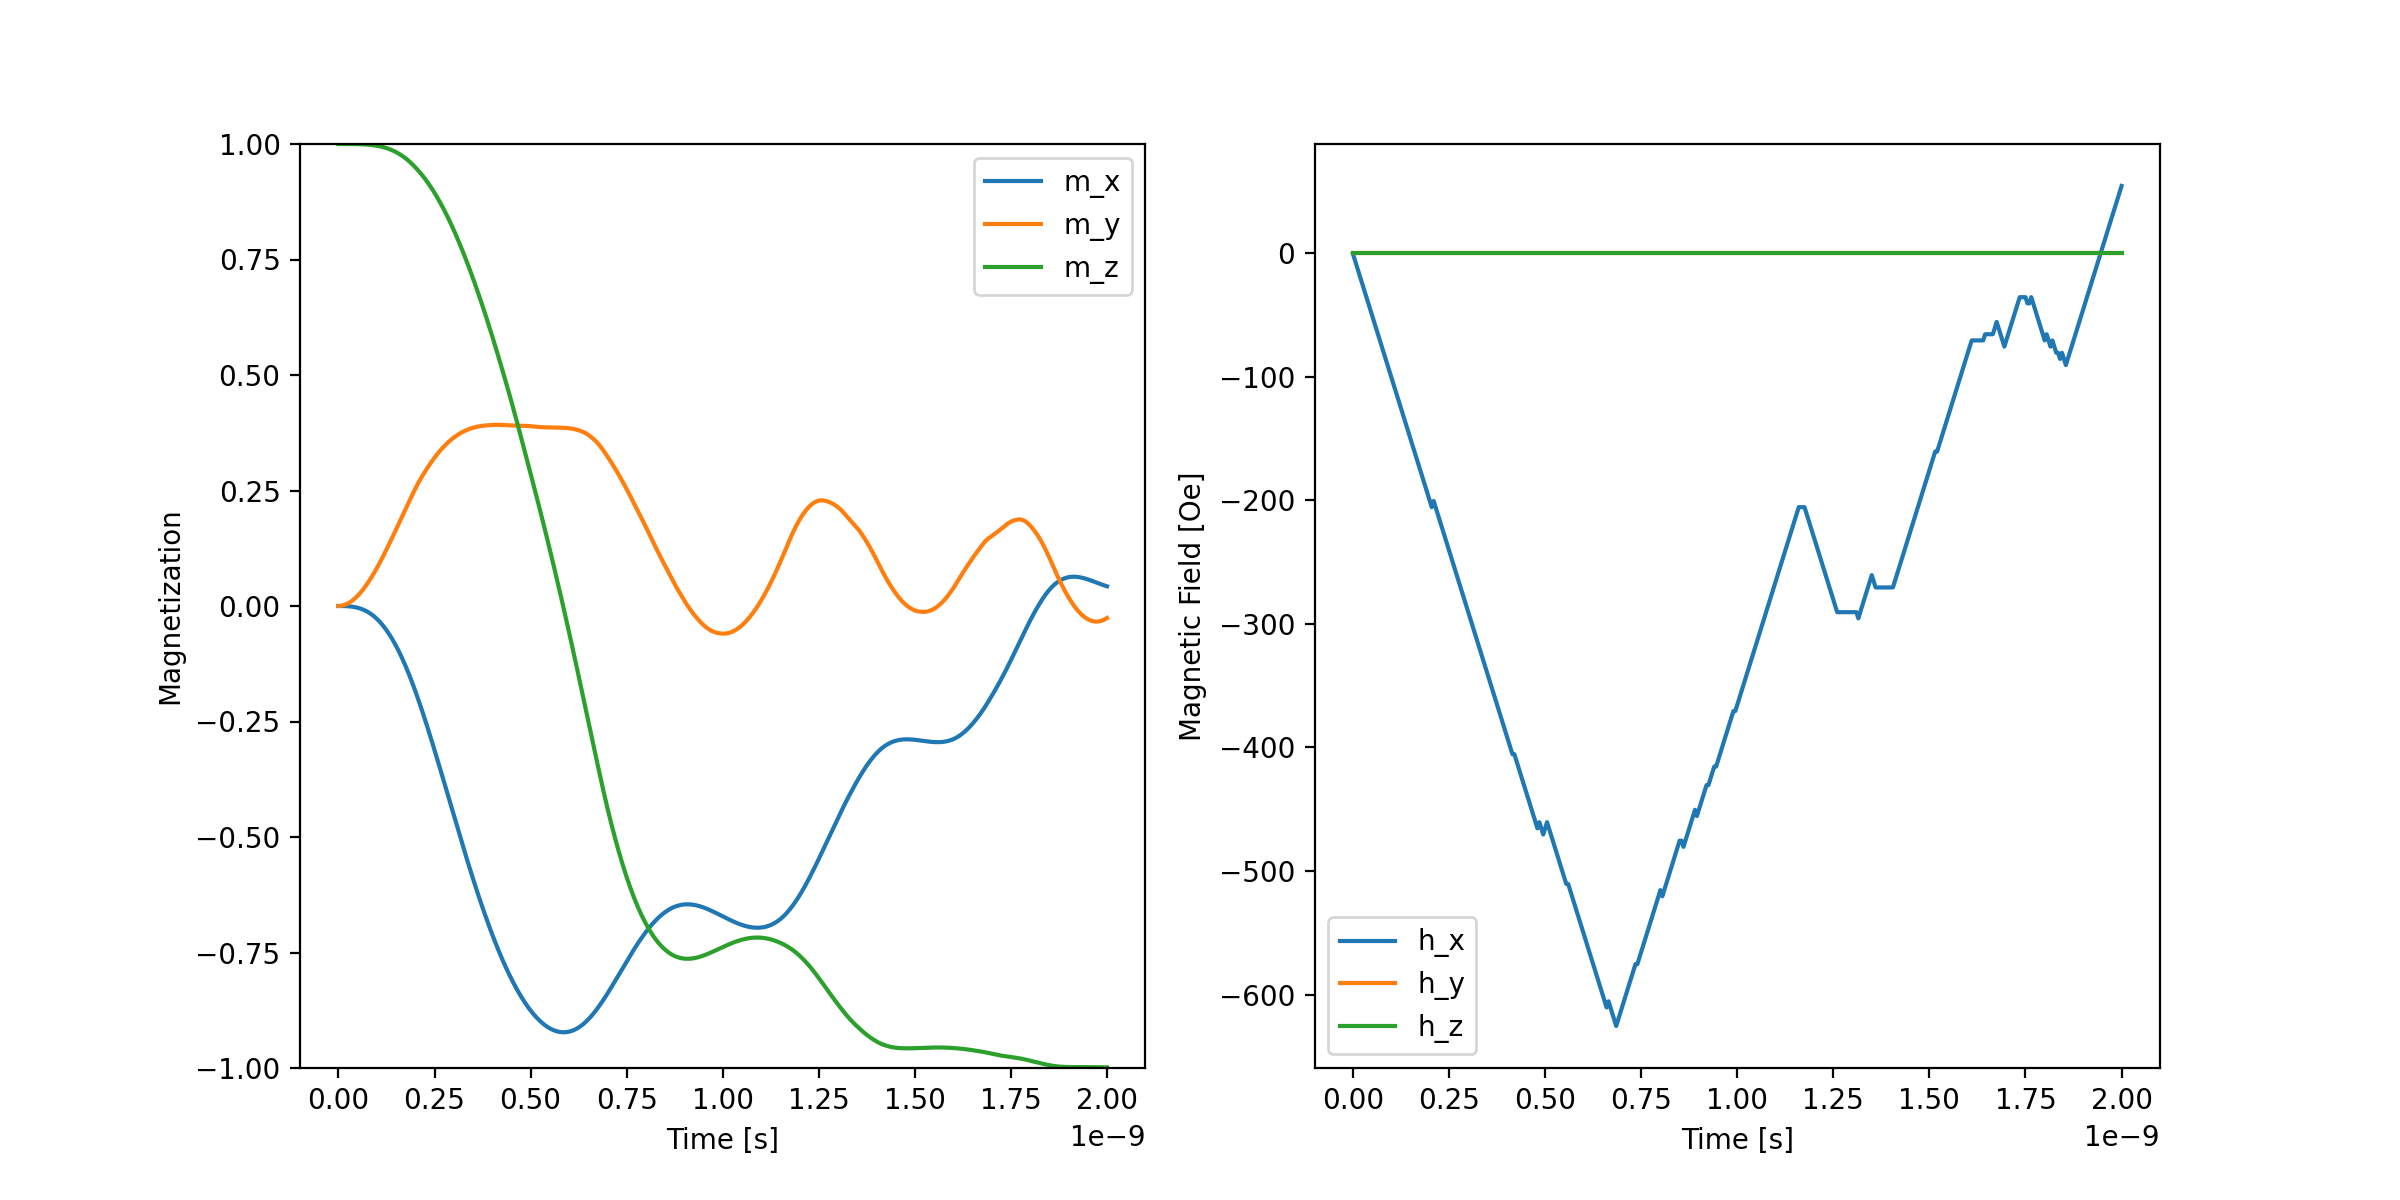 1.00
0.75
0.50
0.25
0.00
−0.25
−0.50
−0.75
−1.00
Magnetization
m_x
m_y
m_z
0.00 0.25 0.50 0.75 1.00 1.25 1.50 1.75 2.00
Time [s]
1e−9
0
−100
−200
−300
−400
−500
−600
Magnetic Field [Oe]
h_x
h_y
h_z
0.00 0.25 0.50 0.75 1.00 1.25 1.50 1.75 2.00
Time [s]
1e−9